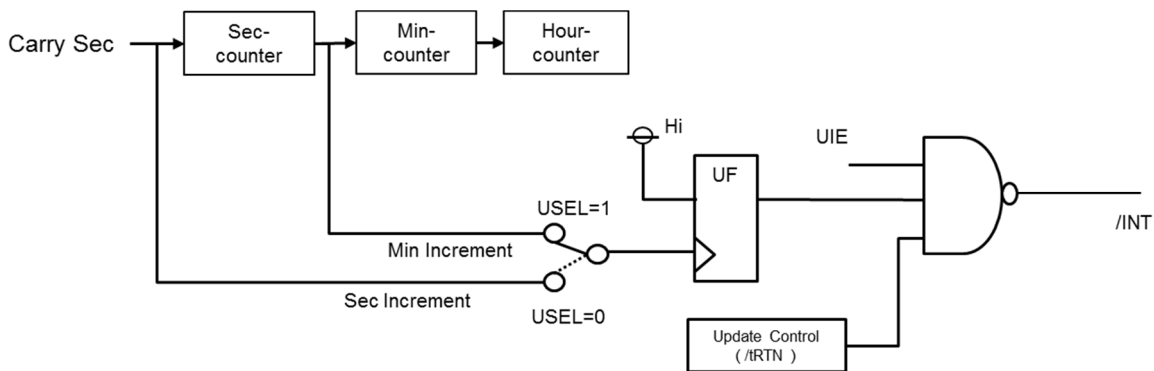 Carry Sec
Sec-
counter
Min-
counter
Hour-
counter
Hi
UIE
UF
USEL=1
/INT
Min Increment
Sec Increment
USEL=0
Update Control
( /tRTN )